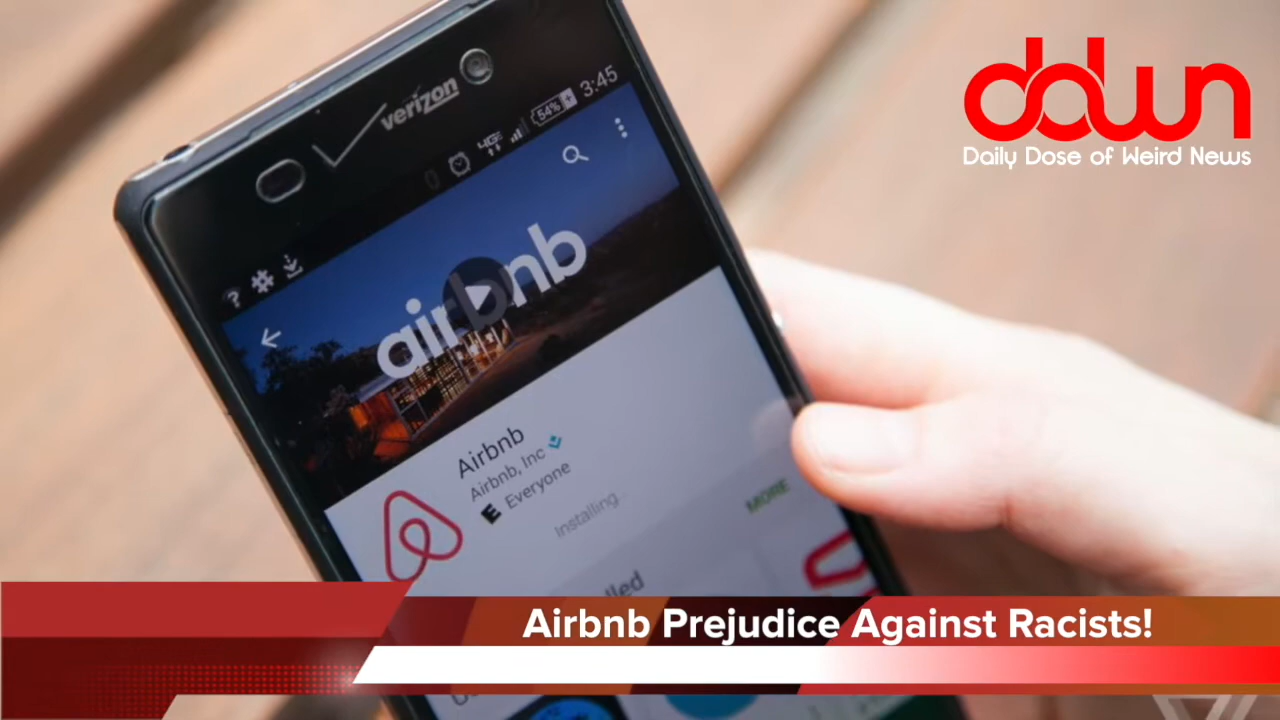 ddwn
Daily Dose of Weird News
verizon
4GE
54%
3:45
airbnb
Airbnb
Airbnb, Inc
E Everyone
Installing
MORE
Airbnb Prejudice Against Racists!